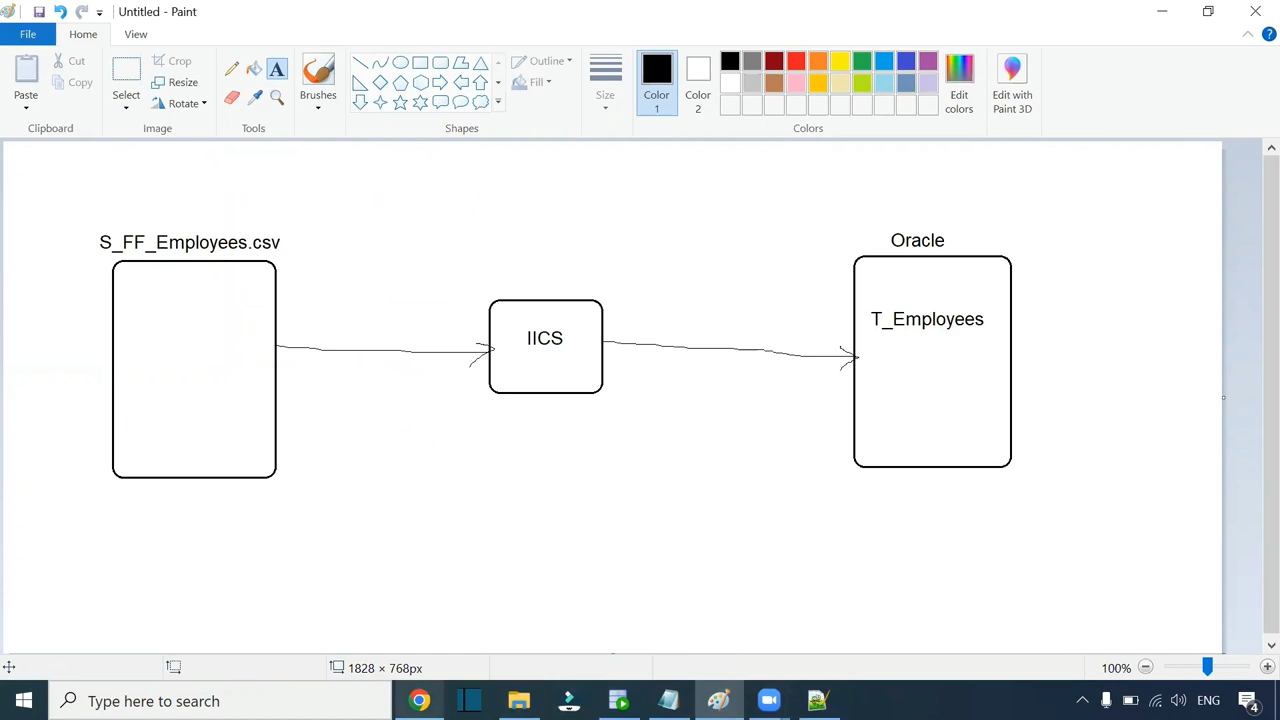 Untitled - Paint
File
Home
View
Paste
Cut
Copy
Clipboard
Select
Crop
Resize
Rotate
Image
A
Tools
Brushes
Outline
Fill
Shapes
Size
Color
1
Color
2
Edit
colors
Edit with
Paint 3D
Colors
S_FF_Employees.csv
Oracle
IICS
T_Employees
1828 × 768px
100%
Type here to search
ENG
4